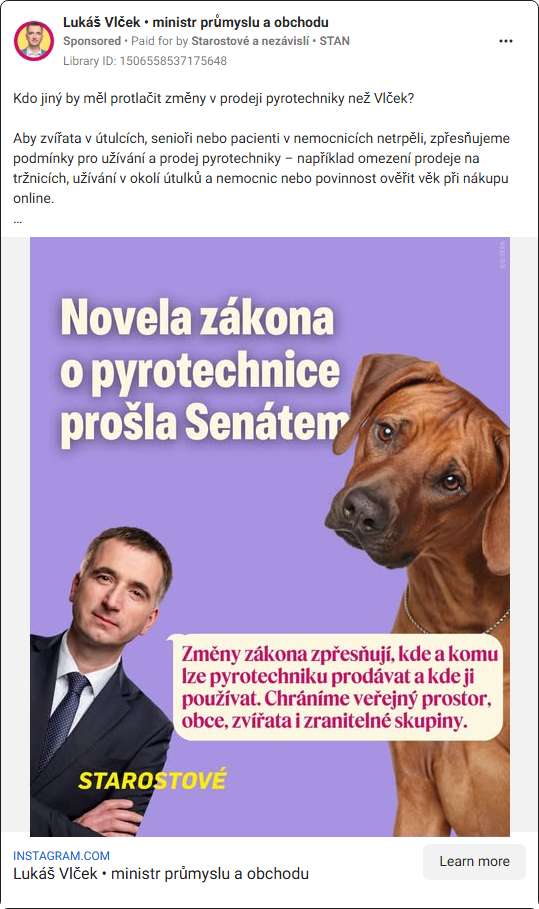 Lukáš Vlček • ministr průmyslu a obchodu
Sponsored • Paid for by Starostové a nezávislí • STAN
Library ID: 1506558537175648
Kdo jiný by měl protlačit změny v prodeji pyrotechniky než Vlček?
Aby zvířata v útulcích, senioři nebo pacienti v nemocnicích netrpěli, zpřesňujeme
podmínky pro užívání a prodej pyrotechniky – například omezení prodeje na
tržnicích, užívání v okolí útulků a nemocnic nebo povinnost ověřit věk při nákupu
online.
...
Novela zákona
o pyrotechnice
prošla Senátem
Změny zákona zpřesňují, kde a komu
lze pyrotechniku prodávat a kde ji
používat. Chráníme veřejný prostor,
obce, zvířata i zranitelné skupiny.
STAROSTOVÉ
INSTAGRAM.COM
Lukáš Vlček • ministr průmyslu a obchodu
Learn more